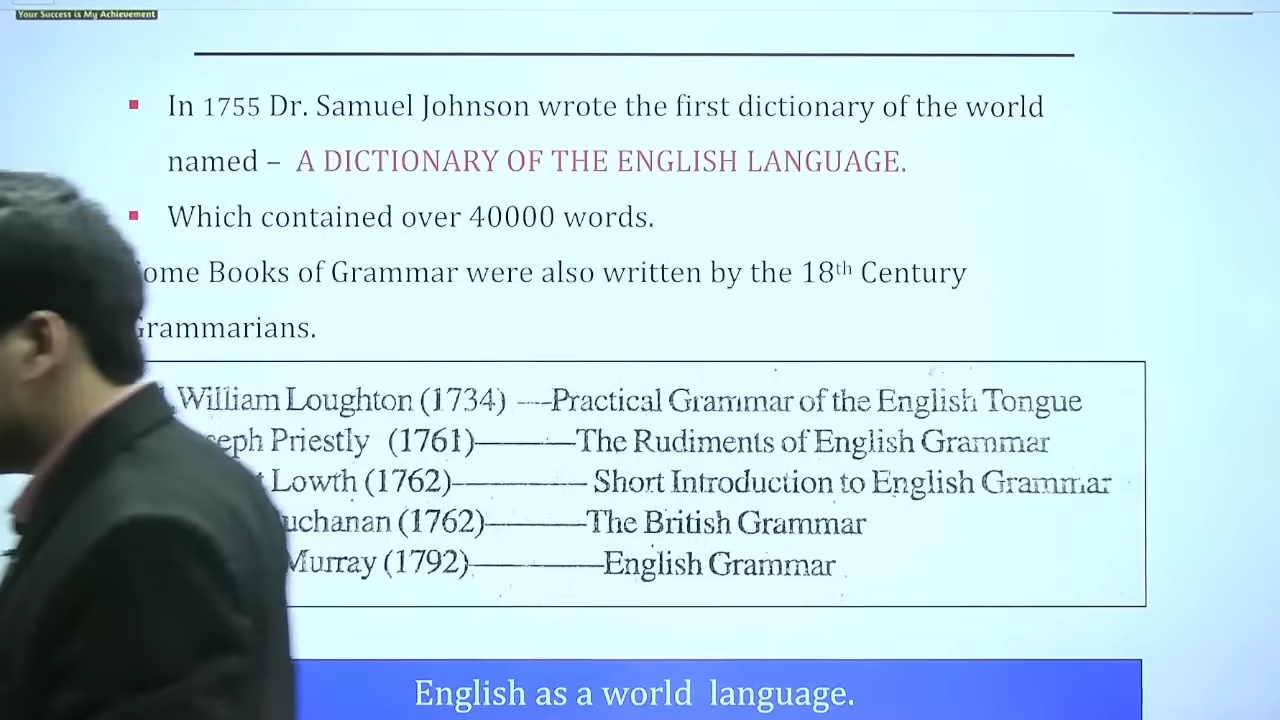 Your Success is My Achievement
In 1755 Dr. Samuel Johnson wrote the first dictionary of the world
named – A DICTIONARY OF THE ENGLISH LANGUAGE.
Which contained over 40000 words.
ome Books of Grammar were also written by the 18th Century
Grammarians.
William Loughton (1734) ---Practical Grammar of the English Tongue
seph Priestly (1761)———The Rudiments of English Grammar
t Lowth (1762)———— Short Introduction to English Grammar
uchanan (1762)———The British Grammar
Murray (1792)————English Grammar
English as a world language.